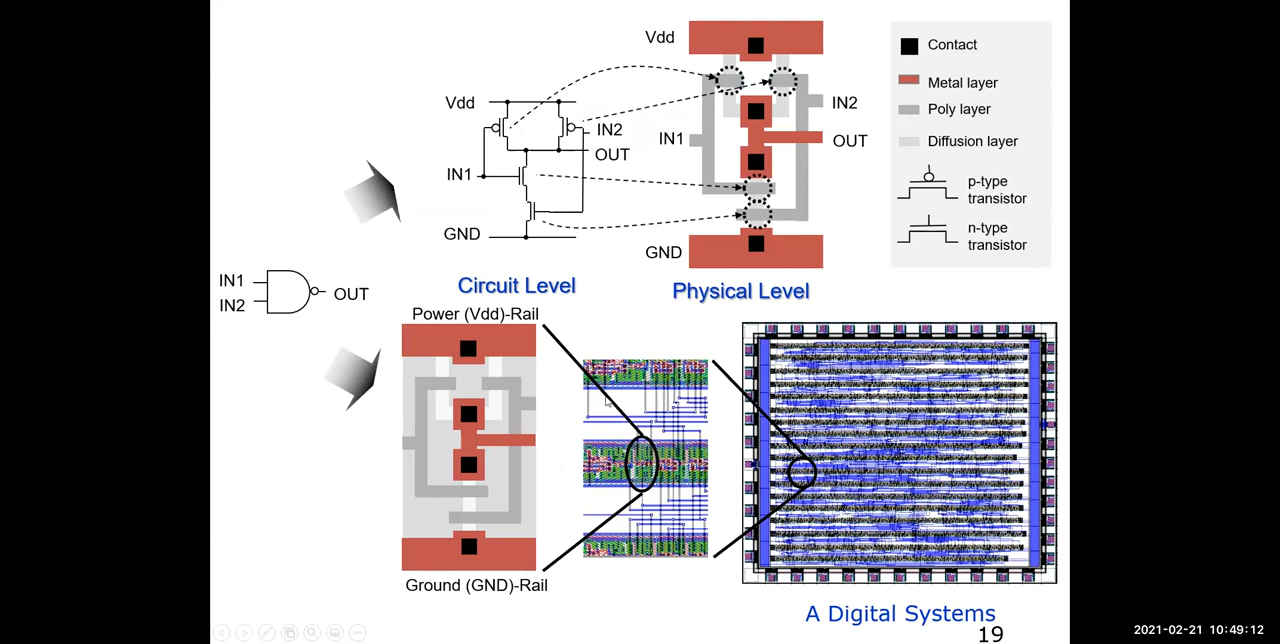 Vdd
Contact
Metal layer
Poly layer
Diffusion layer
p-type
transistor
n-type
transistor
IN2
IN1
OUT
GND
Vdd
IN2
OUT
IN1
GND
Circuit Level
Physical Level
IN1
IN2
OUT
Power (Vdd)-Rail
Ground (GND)-Rail
A Digital Systems
19
2021-02-21 10:49:12